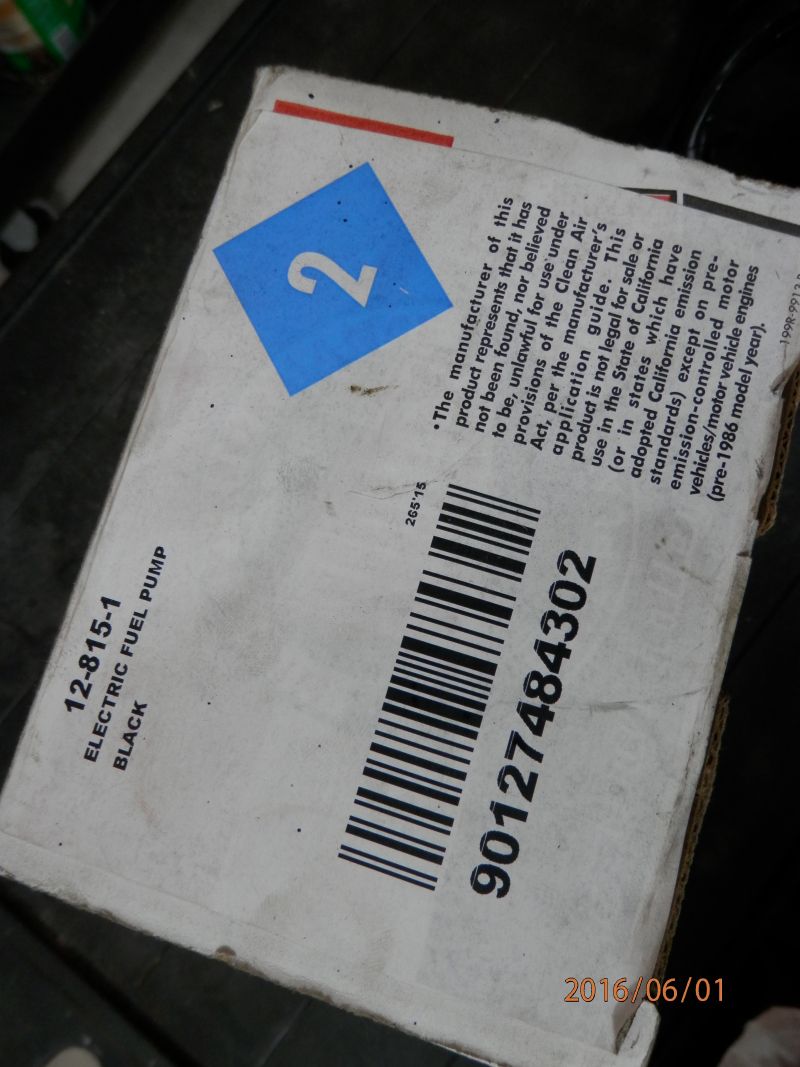 12-815-1
ELECTRIC FUEL PUMP
BLACK
2
265'15
90127484302
•The manufacturer of this
product represents that it has
not been found, nor believed
to be, unlawful for use under
provisions of the Clean Air
Act, per the manufacturer's
application guide. This
product is not legal for sale or
use in the State of California
(or in states which have
adopted California emission
standards) except on pre-
emission-controlled motor
vehicles/motor vehicle engines
(pre-1986 model year).
2016/06/01